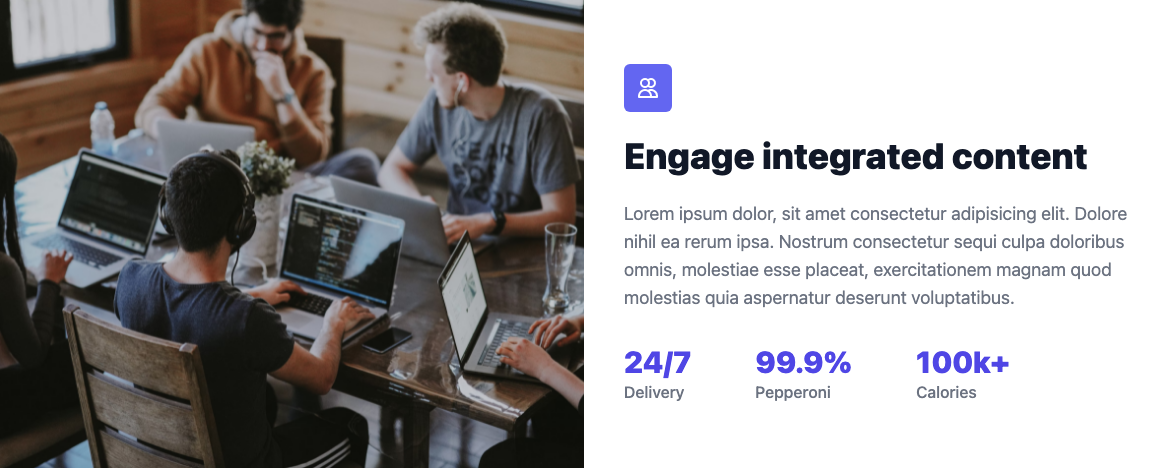 Engage integrated content
Lorem ipsum dolor, sit amet consectetur adipisicing elit. Dolore
nihil ea rerum ipsa. Nostrum consectetur sequi culpa doloribus
omnis, molestiae esse placeat, exercitationem magnam quod
molestias quia aspernatur deserunt voluptatibus.
24/7 99.9% 100k+
Delivery Pepperoni Calories